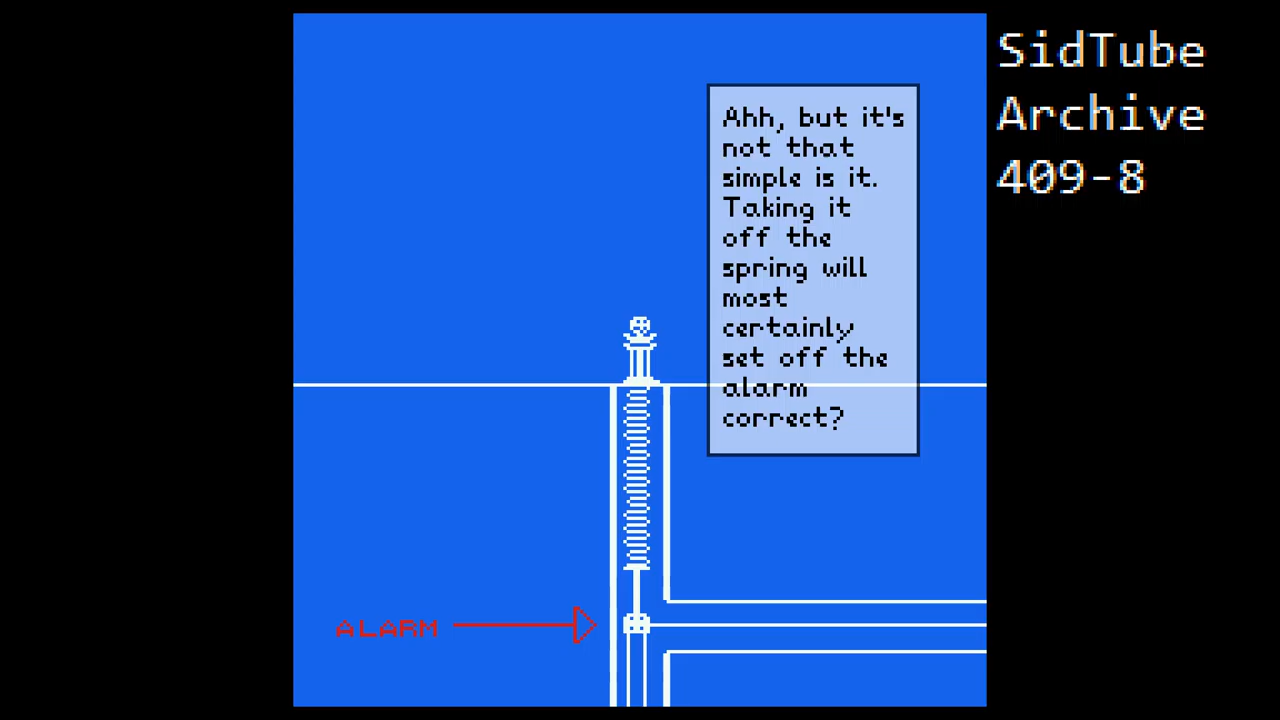 SidTube
Archive
409-8
Ahh, but it's
not that
simple is it.
Taking it
off the
spring will
most
certainly
set off the
alarm
correct?
ALARM